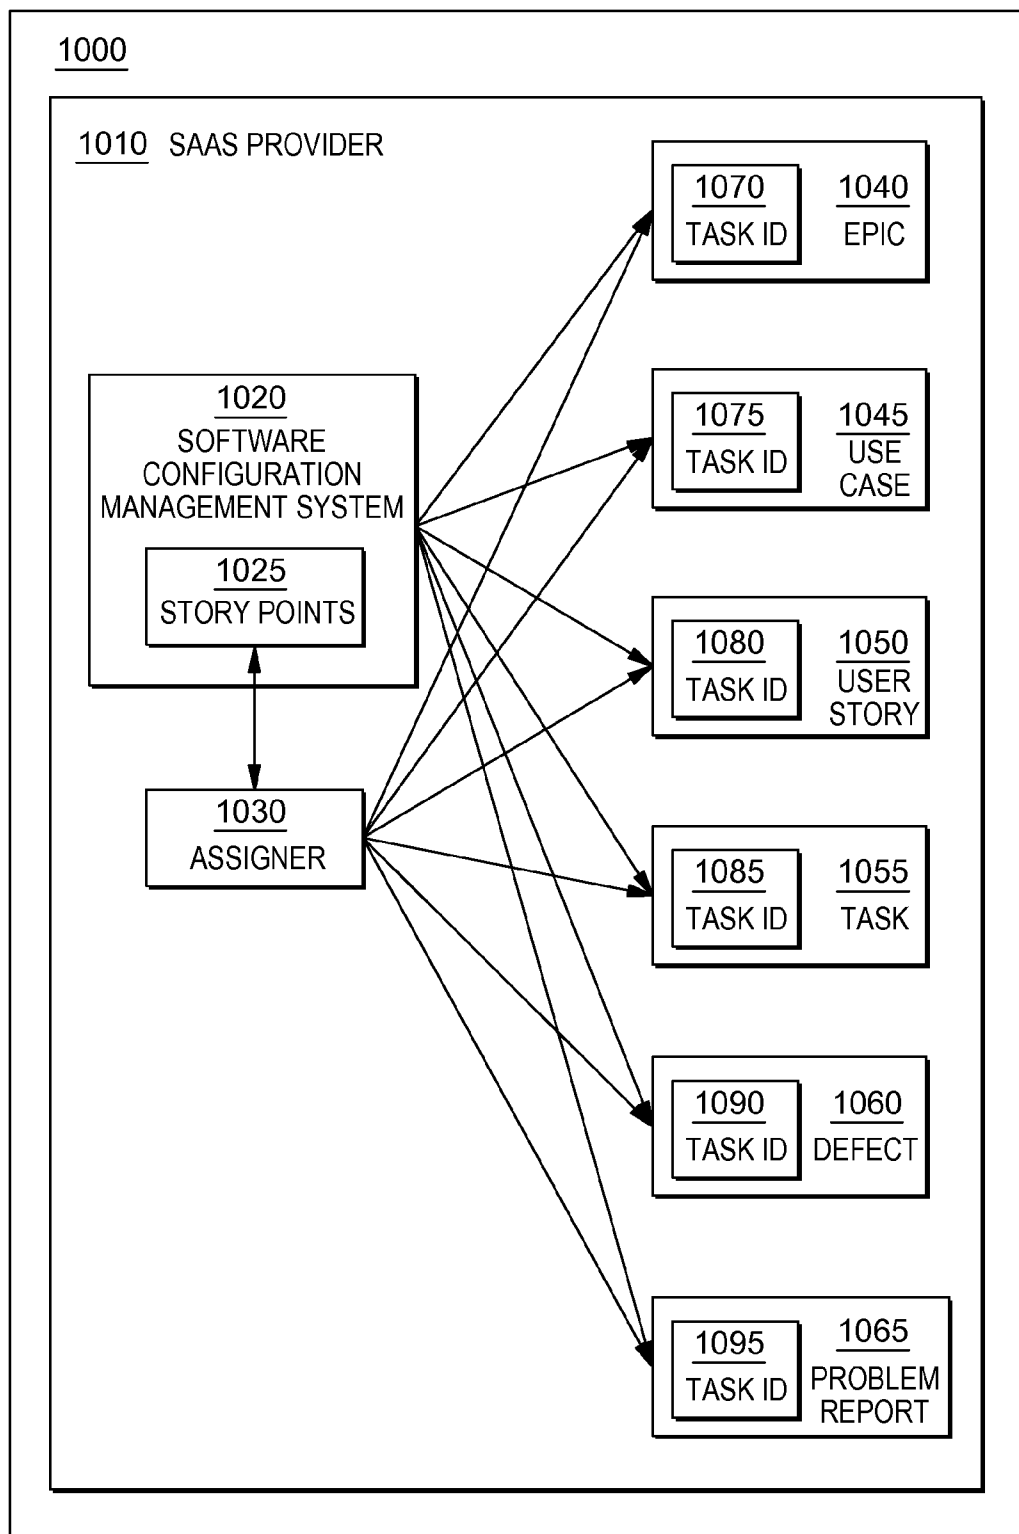 1000
1010 SAAS PROVIDER
1070
TASK ID
1040
EPIC
1020
SOFTWARE
CONFIGURATION
MANAGEMENT SYSTEM
1025
STORY POINTS
1075
TASK ID
1045
USE
CASE
1080
TASK ID
1050
USER
STORY
1030
ASSIGNER
1085
TASK ID
1055
TASK
1090
TASK ID
1060
DEFECT
1095
TASK ID
1065
PROBLEM
REPORT